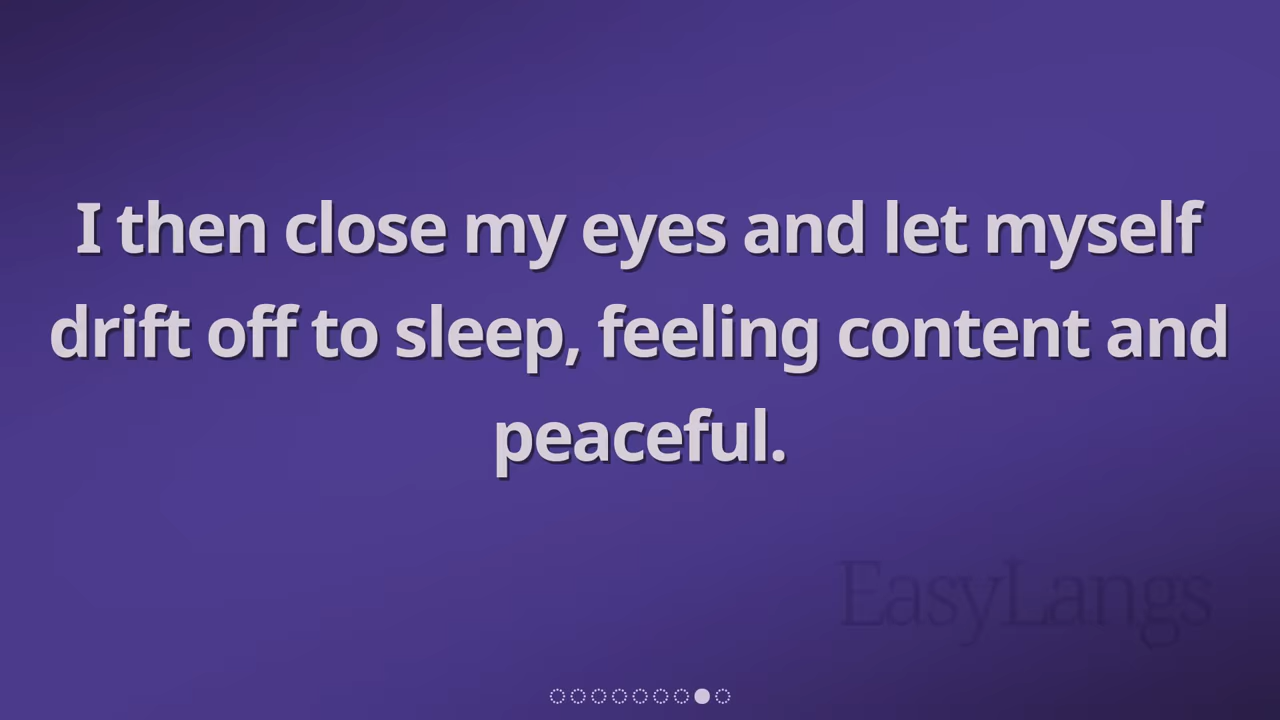 I then close my eyes and let myself
drift off to sleep, feeling content and
peaceful.
EasyLangs